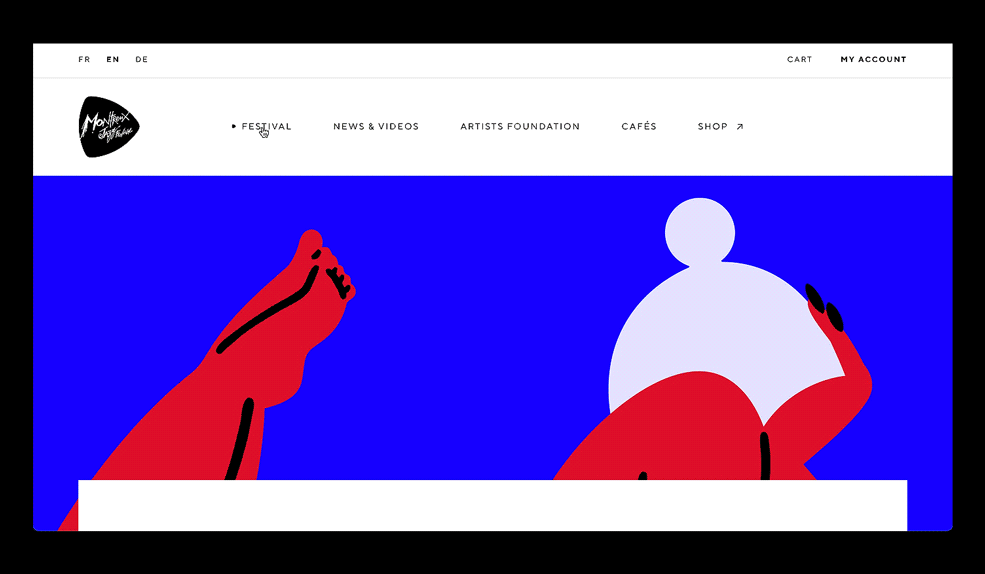 FR EN DE CART MY ACCOUNT
Montreux
Jazz Festival
FESTIVAL NEWS & VIDEOS ARTISTS FOUNDATION CAFÉS SHOP ↗